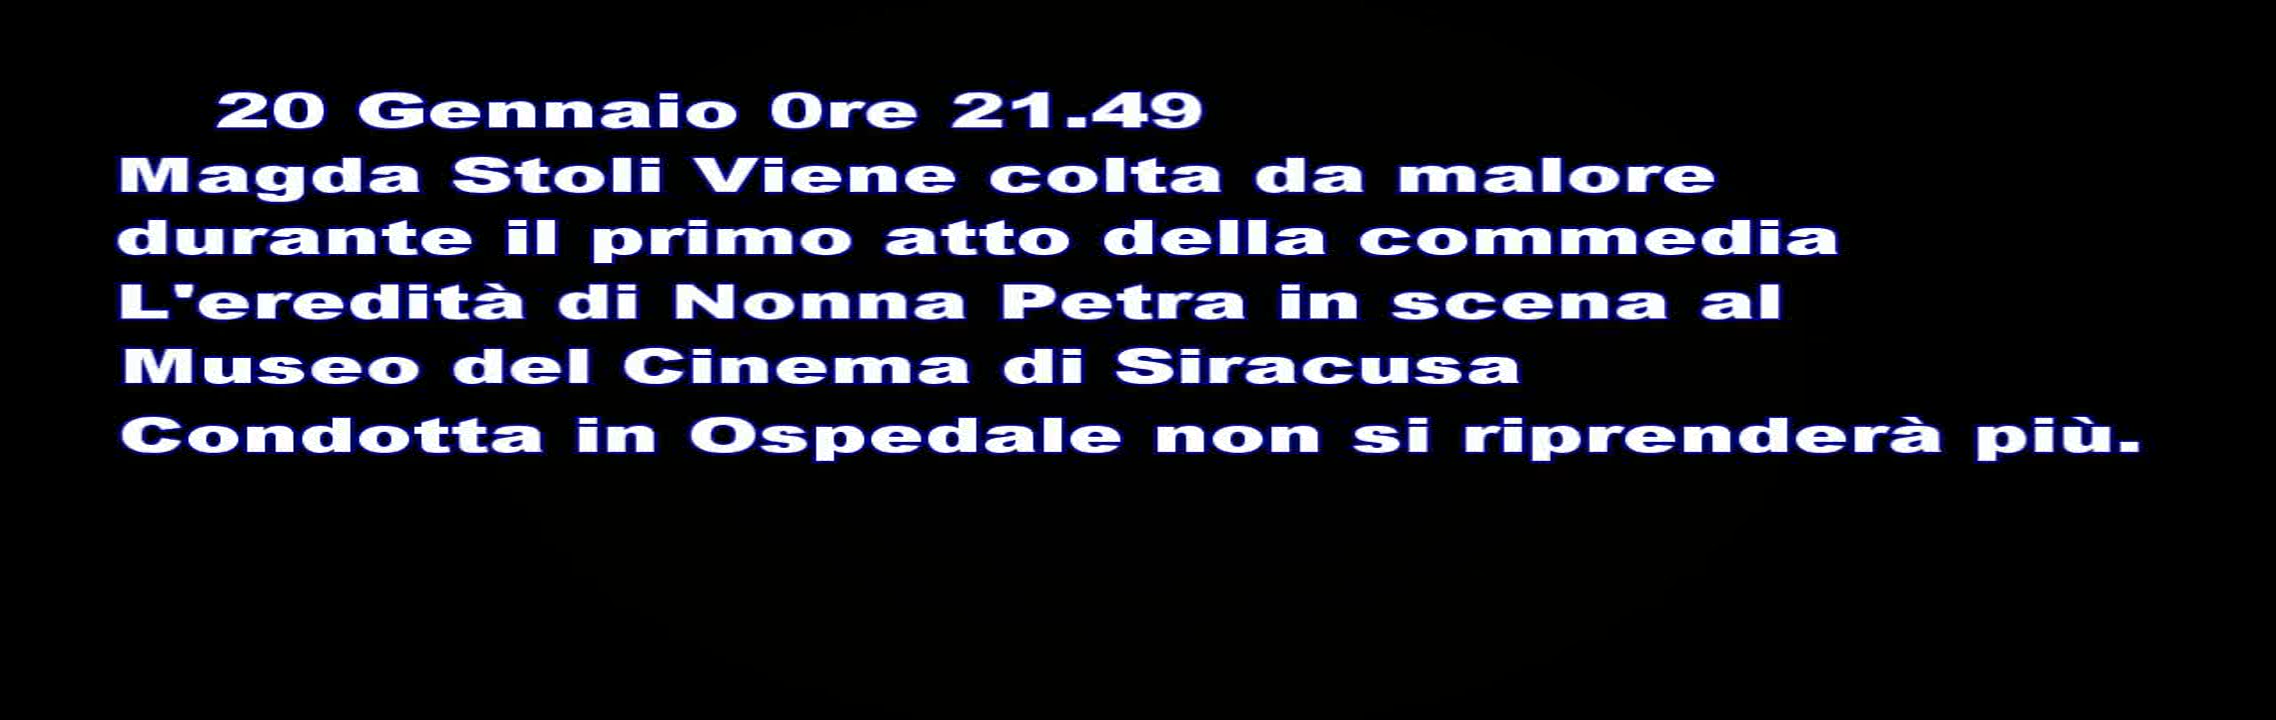 20 Gennaio 0re 21.49
Magda Stoli Viene colta da malore
durante il primo atto della commedia
L'eredità di Nonna Petra in scena al
Museo del Cinema di Siracusa
Condotta in Ospedale non si riprenderà più.